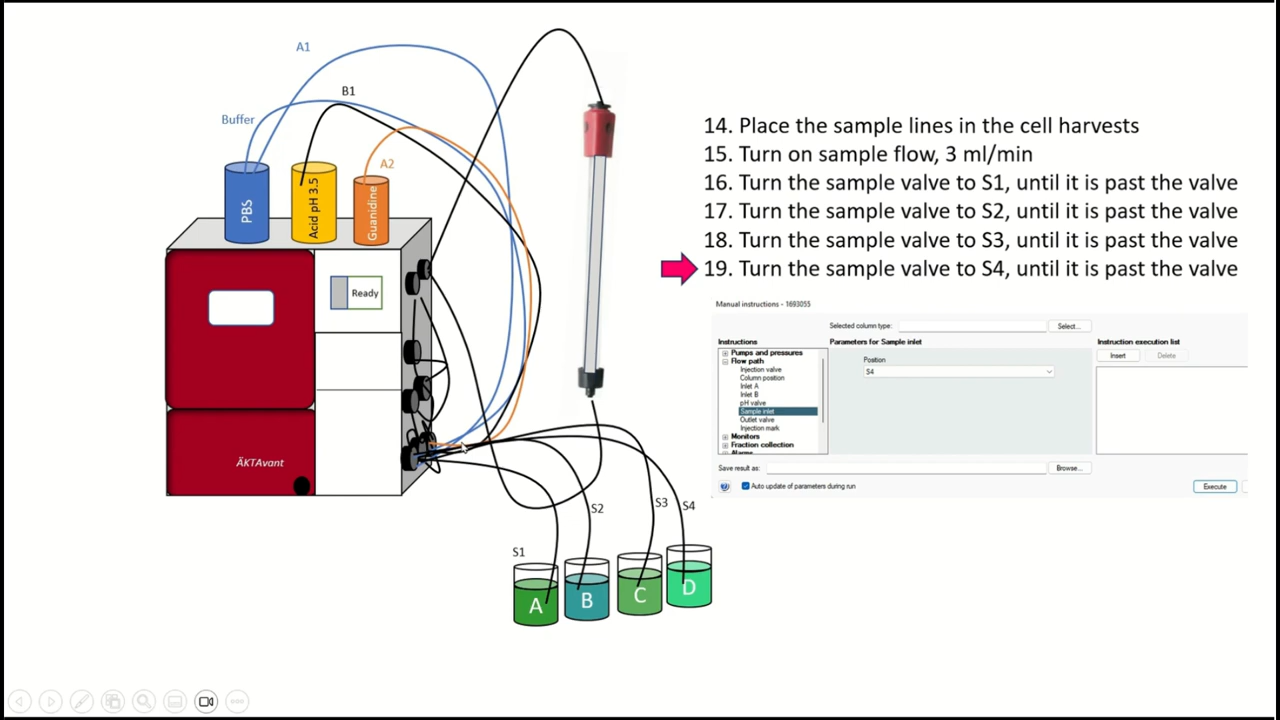 A1
B1
Buffer
A2
PBS
Acid pH 3.5
Guanidine
Ready
ÄKTAvant
S1
S2
S3
S4
A
B
C
D
14. Place the sample lines in the cell harvests
15. Turn on sample flow, 3 ml/min
16. Turn the sample valve to S1, until it is past the valve
17. Turn the sample valve to S2, until it is past the valve
18. Turn the sample valve to S3, until it is past the valve
19. Turn the sample valve to S4, until it is past the valve
Manual instructions - 1693055
Selected column type: Select...
Instructions
Parameters for Sample inlet
Instruction execution list
Pumps and pressures
Flow path
Injection valve
Column position
Inlet A
Inlet B
pH valve
Sample inlet
Outlet valve
Injection mark
Monitors
Fraction collection
Alarms
Position
S4
Insert Delete
Save result as: Browse...
Auto update of parameters during run
Execute